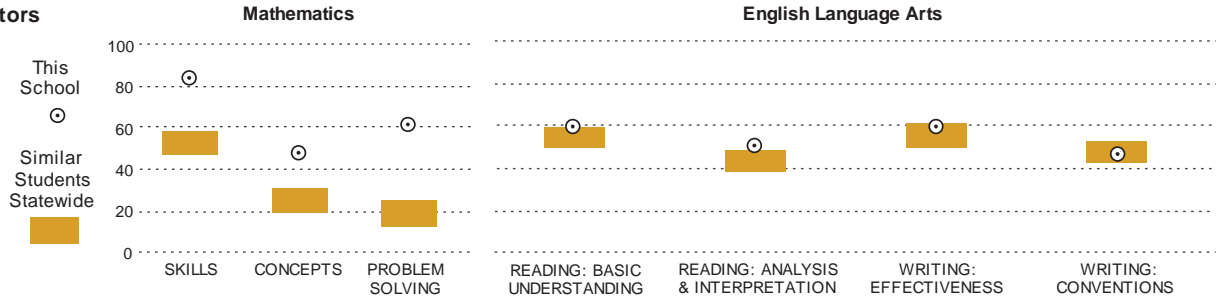 tors
Mathematics
English Language Arts
This
School
Similar
Students
Statewide
100
80
60
40
20
0
SKILLS
CONCEPTS
PROBLEM
SOLVING
READING: BASIC
UNDERSTANDING
READING: ANALYSIS
& INTERPRETATION
WRITING:
EFFECTIVENESS
WRITING:
CONVENTIONS